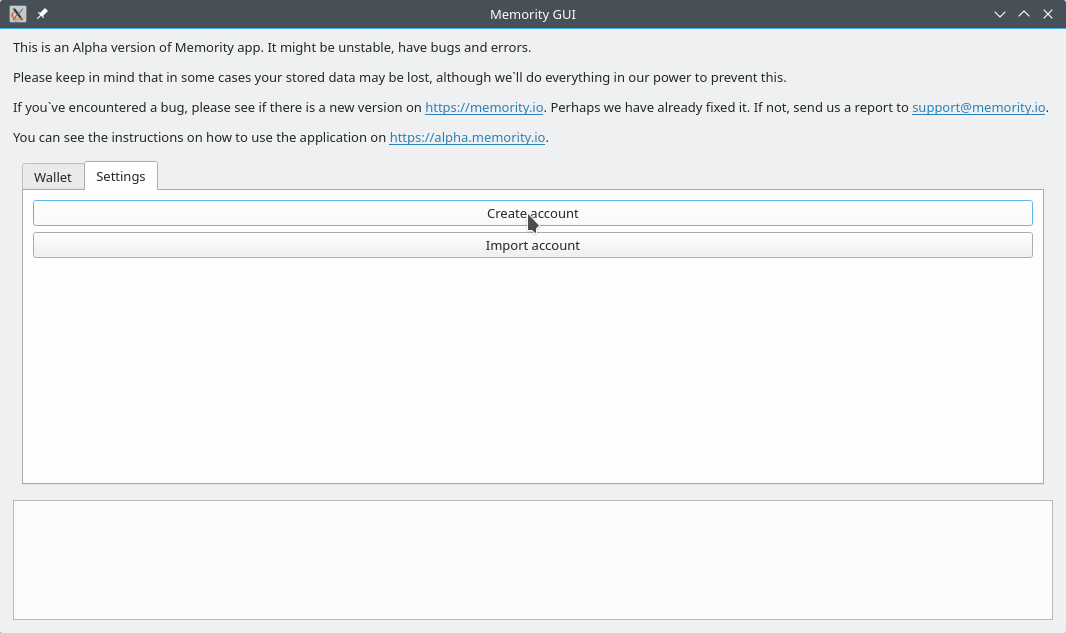 Memority GUI
This is an Alpha version of Memority app. It might be unstable, have bugs and errors.
Please keep in mind that in some cases your stored data may be lost, although we`ll do everything in our power to prevent this.
If you`ve encountered a bug, please see if there is a new version on https://memority.io. Perhaps we have already fixed it. If not, send us a report to support@memority.io.
You can see the instructions on how to use the application on https://alpha.memority.io.
Wallet Settings
Create account
Import account